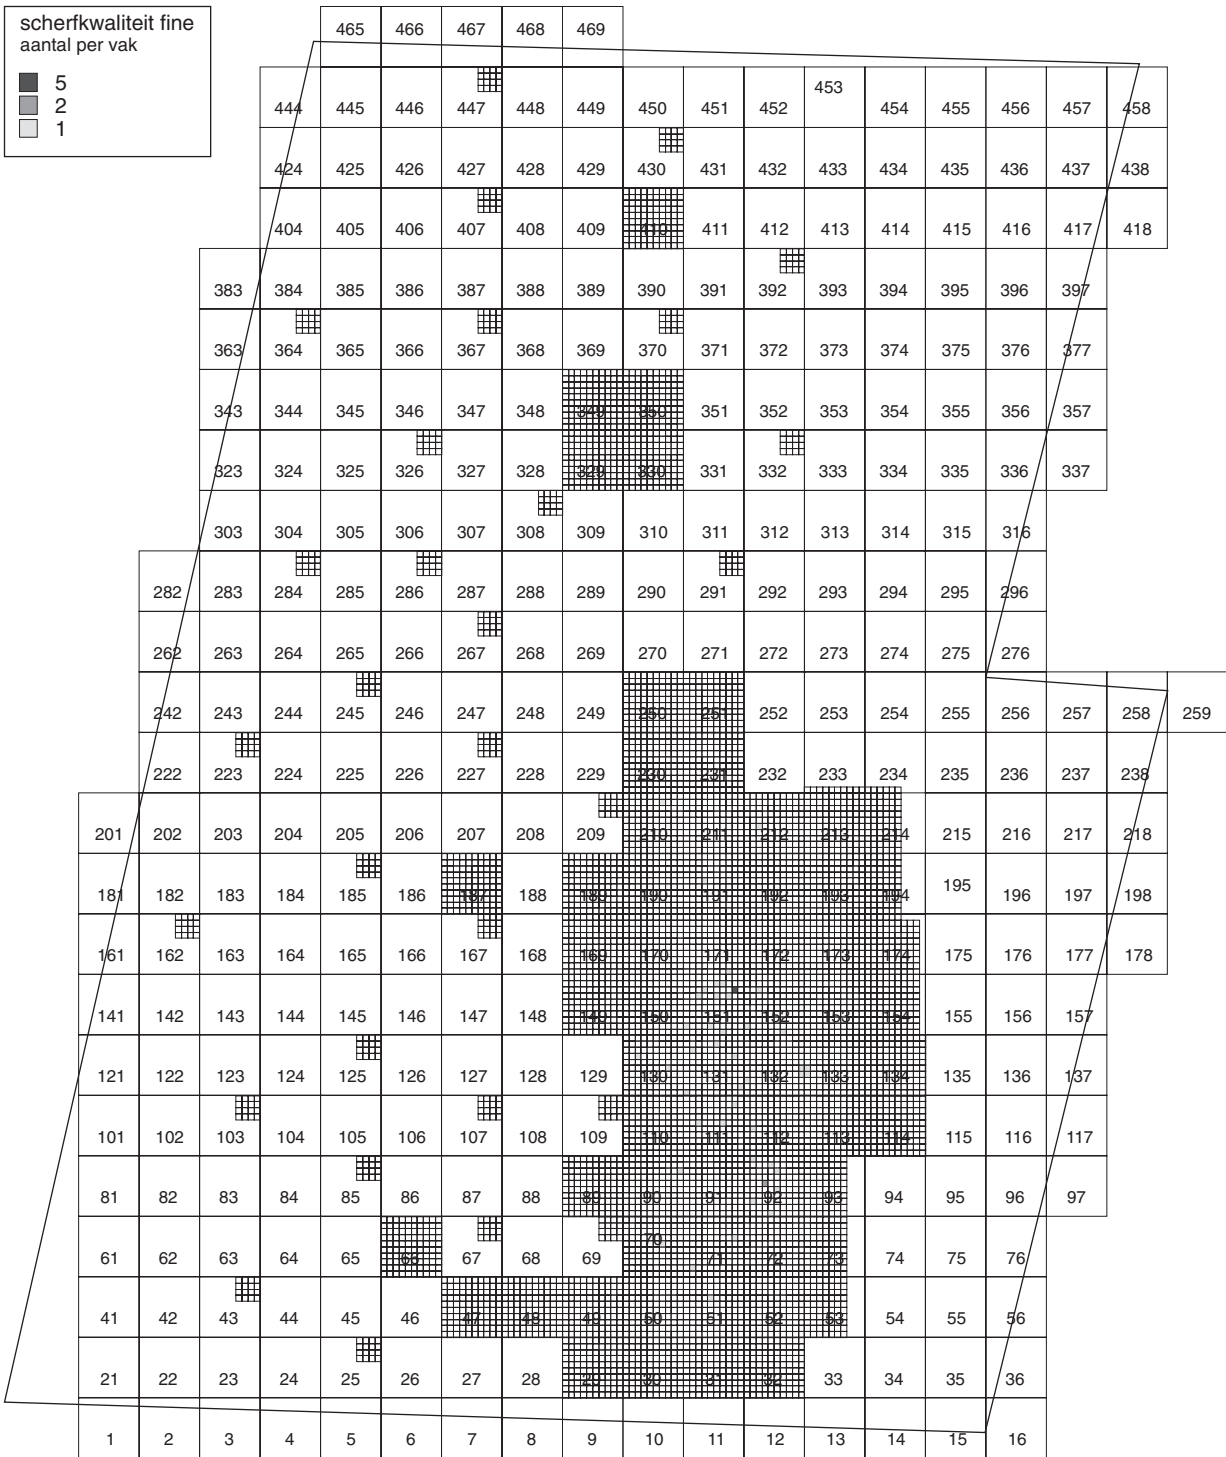 scherfkwaliteit fine
aantal per vak
5
2
1
465 466 467 468 469
444 445 446 447 448 449 450 451 452 453 454 455 456 457 458
424 425 426 427 428 429 430 431 432 433 434 435 436 437 438
404 405 406 407 408 409 410 411 412 413 414 415 416 417 418
383 384 385 386 387 388 389 390 391 392 393 394 395 396 397
363 364 365 366 367 368 369 370 371 372 373 374 375 376 377
343 344 345 346 347 348 349 350 351 352 353 354 355 356 357
323 324 325 326 327 328 329 330 331 332 333 334 335 336 337
303 304 305 306 307 308 309 310 311 312 313 314 315 316
282 283 284 285 286 287 288 289 290 291 292 293 294 295 296
262 263 264 265 266 267 268 269 270 271 272 273 274 275 276
242 243 244 245 246 247 248 249 250 251 252 253 254 255 256 257 258 259
222 223 224 225 226 227 228 229 230 231 232 233 234 235 236 237 238
201 202 203 204 205 206 207 208 209 210 211 212 213 214 215 216 217 218
181 182 183 184 185 186 187 188 189 190 191 192 193 194 195 196 197 198
161 162 163 164 165 166 167 168 169 170 171 172 173 174 175 176 177 178
141 142 143 144 145 146 147 148 149 150 151 152 153 154 155 156 157
121 122 123 124 125 126 127 128 129 130 131 132 133 134 135 136 137
101 102 103 104 105 106 107 108 109 110 111 112 113 114 115 116 117
81 82 83 84 85 86 87 88 89 90 91 92 93 94 95 96 97
61 62 63 64 65 66 67 68 69 70 71 72 73 74 75 76
41 42 43 44 45 46 47 48 49 50 51 52 53 54 55 56
21 22 23 24 25 26 27 28 29 30 31 32 33 34 35 36
1 2 3 4 5 6 7 8 9 10 11 12 13 14 15 16